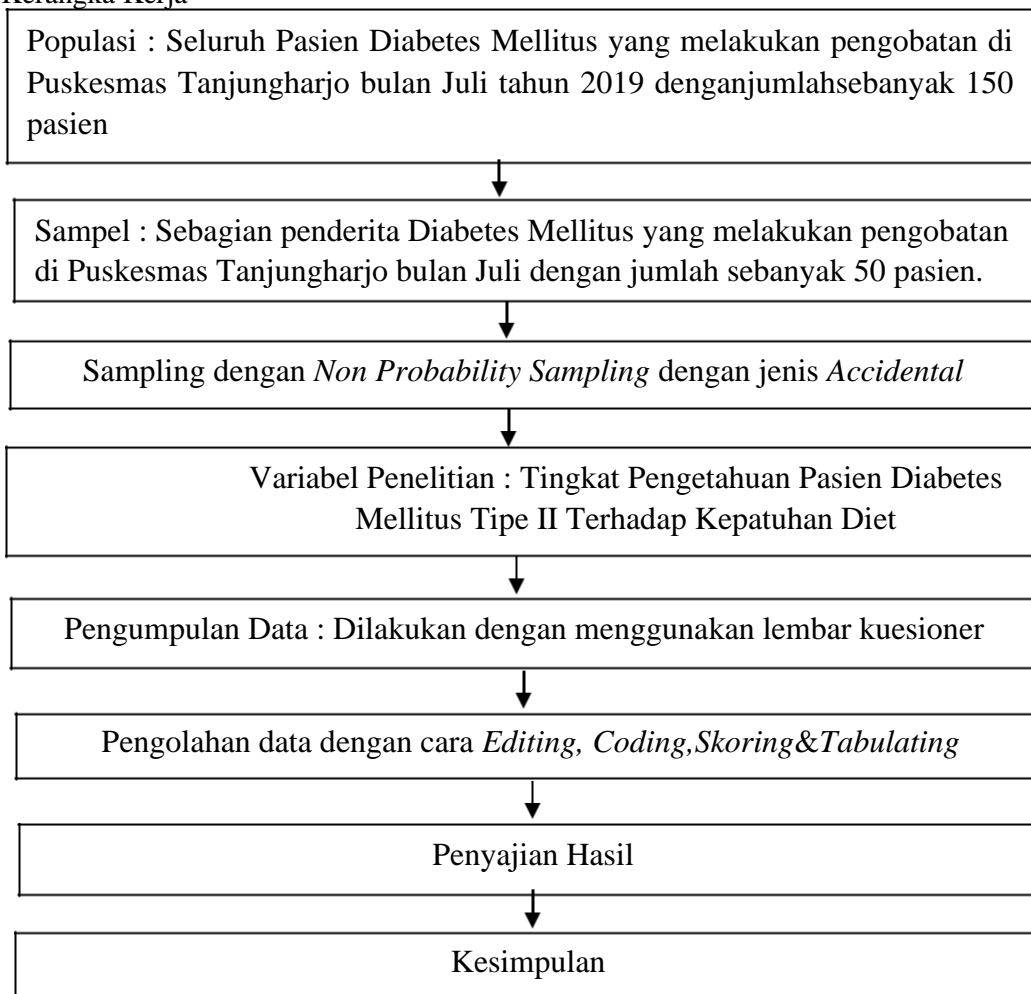 Kerangka Kerja
Populasi : Seluruh Pasien Diabetes Mellitus yang melakukan pengobatan di
Puskesmas Tanjungharjo bulan Juli tahun 2019 denganjumlahsebanyak 150
pasien
Sampel : Sebagian penderita Diabetes Mellitus yang melakukan pengobatan
di Puskesmas Tanjungharjo bulan Juli dengan jumlah sebanyak 50 pasien.
Sampling dengan Non Probability Sampling dengan jenis Accidental
Variabel Penelitian : Tingkat Pengetahuan Pasien Diabetes
Mellitus Tipe II Terhadap Kepatuhan Diet
Pengumpulan Data : Dilakukan dengan menggunakan lembar kuesioner
Pengolahan data dengan cara Editing, Coding,Skoring&Tabulating
Penyajian Hasil
Kesimpulan